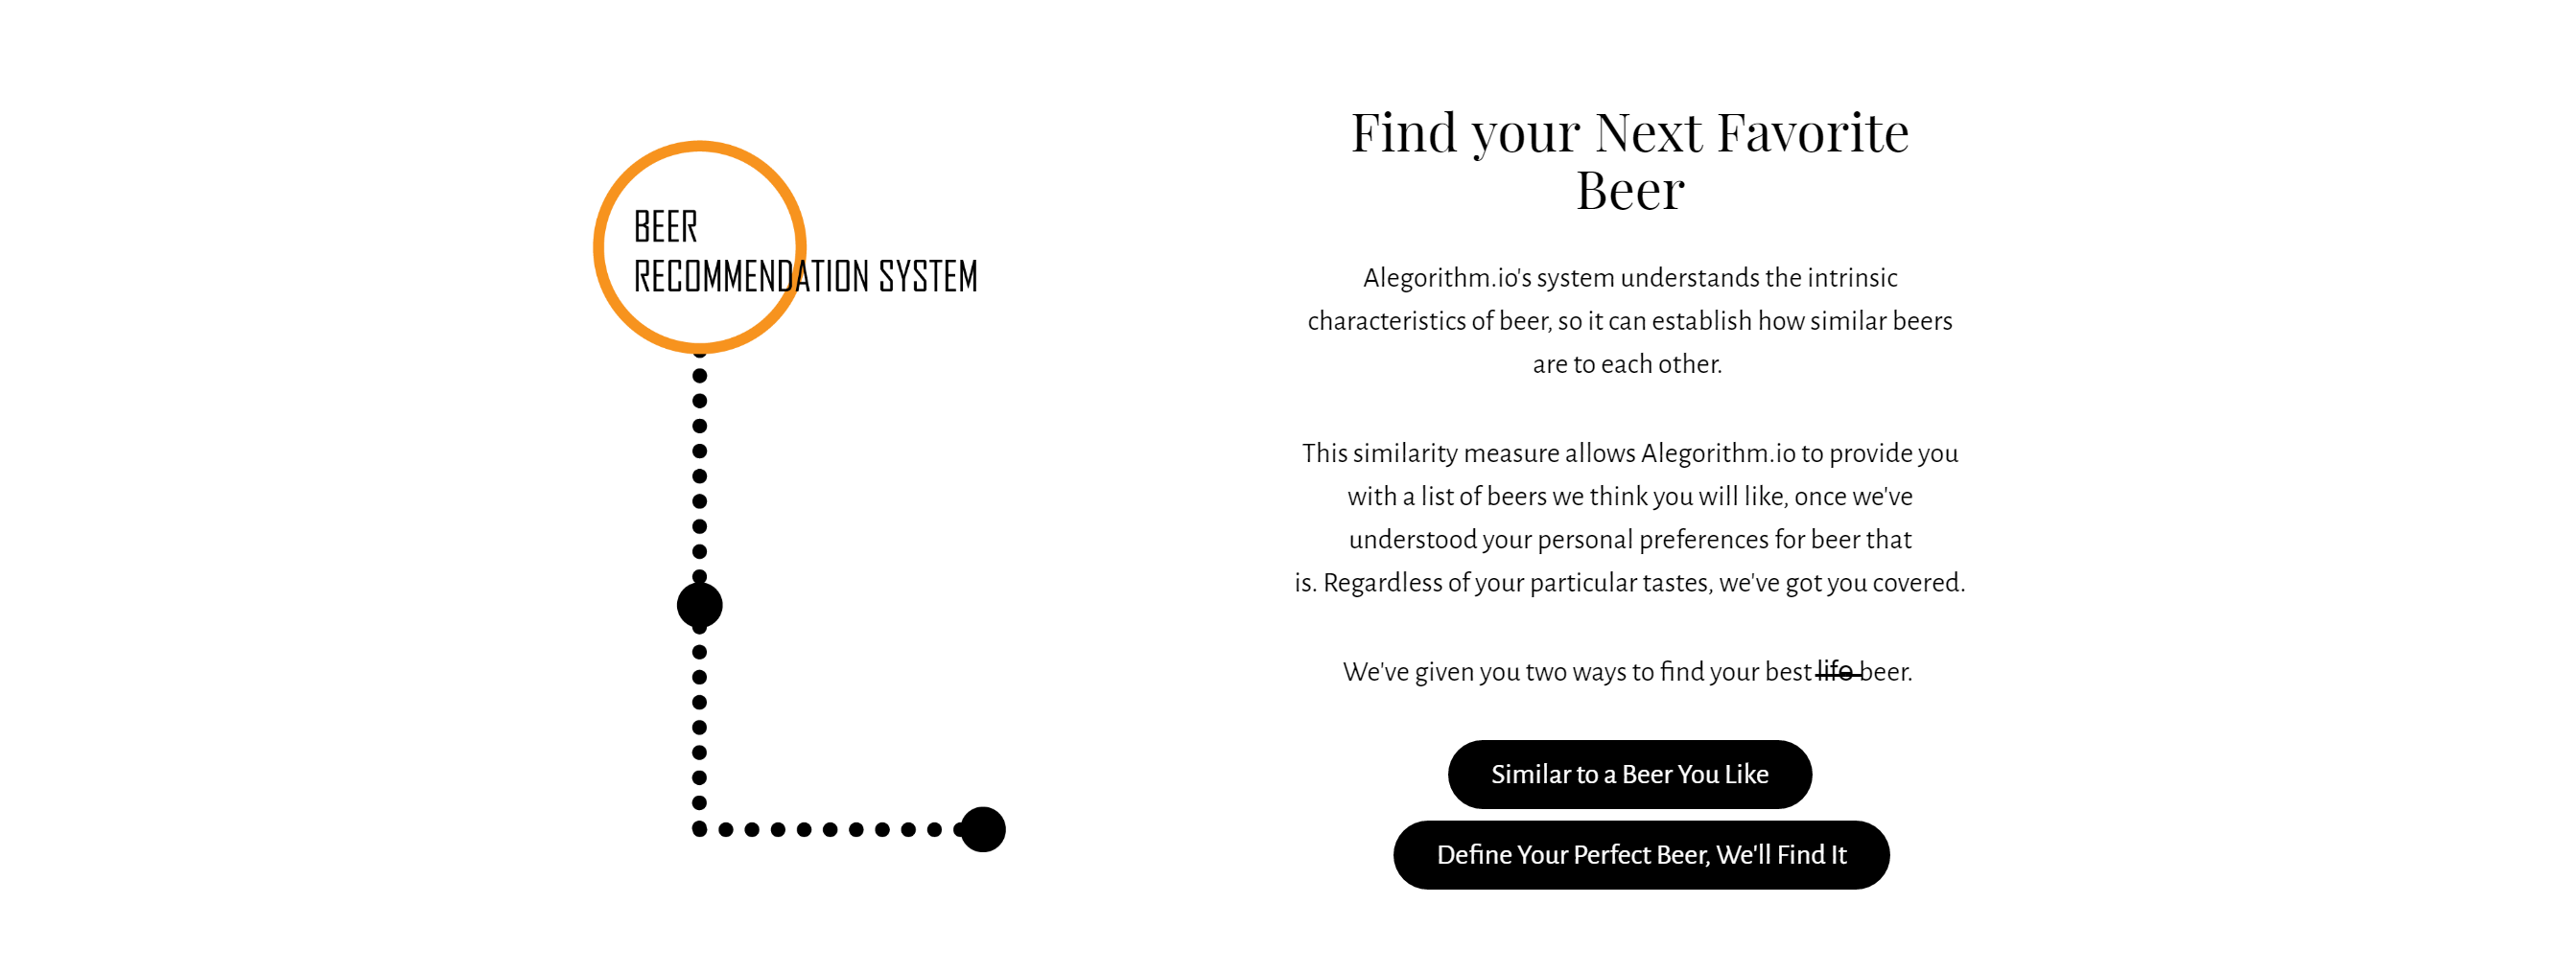 BEER
RECOMMENDATION SYSTEM
Find your Next Favorite
Beer
Alegorithm.io's system understands the intrinsic
characteristics of beer, so it can establish how similar beers
are to each other.
This similarity measure allows Alegorithm.io to provide you
with a list of beers we think you will like, once we've
understood your personal preferences for beer that
is. Regardless of your particular tastes, we've got you covered.
We've given you two ways to find your best life beer.
Similar to a Beer You Like
Define Your Perfect Beer, We'll Find It